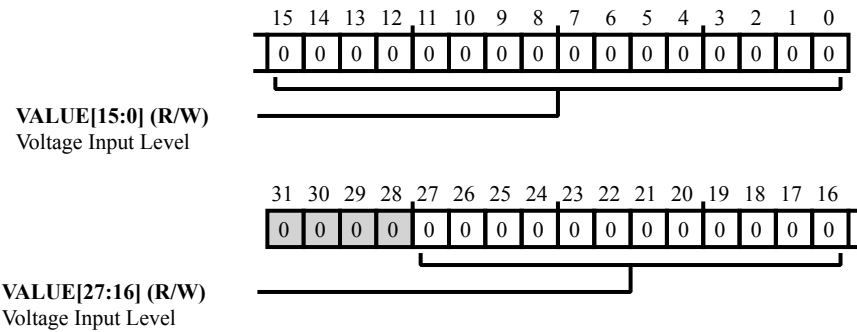 15 14 13 12 11 10 9 8 7 6 5 4 3 2 1 0
0 0 0 0 0 0 0 0 0 0 0 0 0 0 0 0
VALUE[15:0] (R/W)
Voltage Input Level
31 30 29 28 27 26 25 24 23 22 21 20 19 18 17 16
0 0 0 0 0 0 0 0 0 0 0 0 0 0 0 0
VALUE[27:16] (R/W)
Voltage Input Level